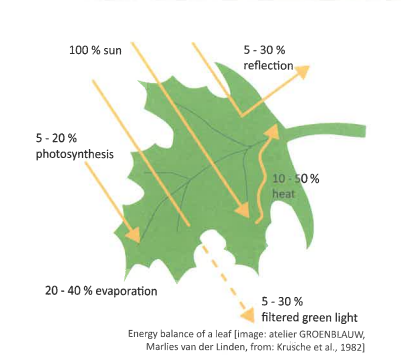 100 % sun
5 - 30 %
reflection
5 - 20 %
photosynthesis
10 - 50 %
heat
20 - 40 % evaporation
5 - 30 %
filtered green light
Energy balance of a leaf [image: atelier GROENBLAUW,
Marlies van der Linden, from: Krusche et al., 1982]